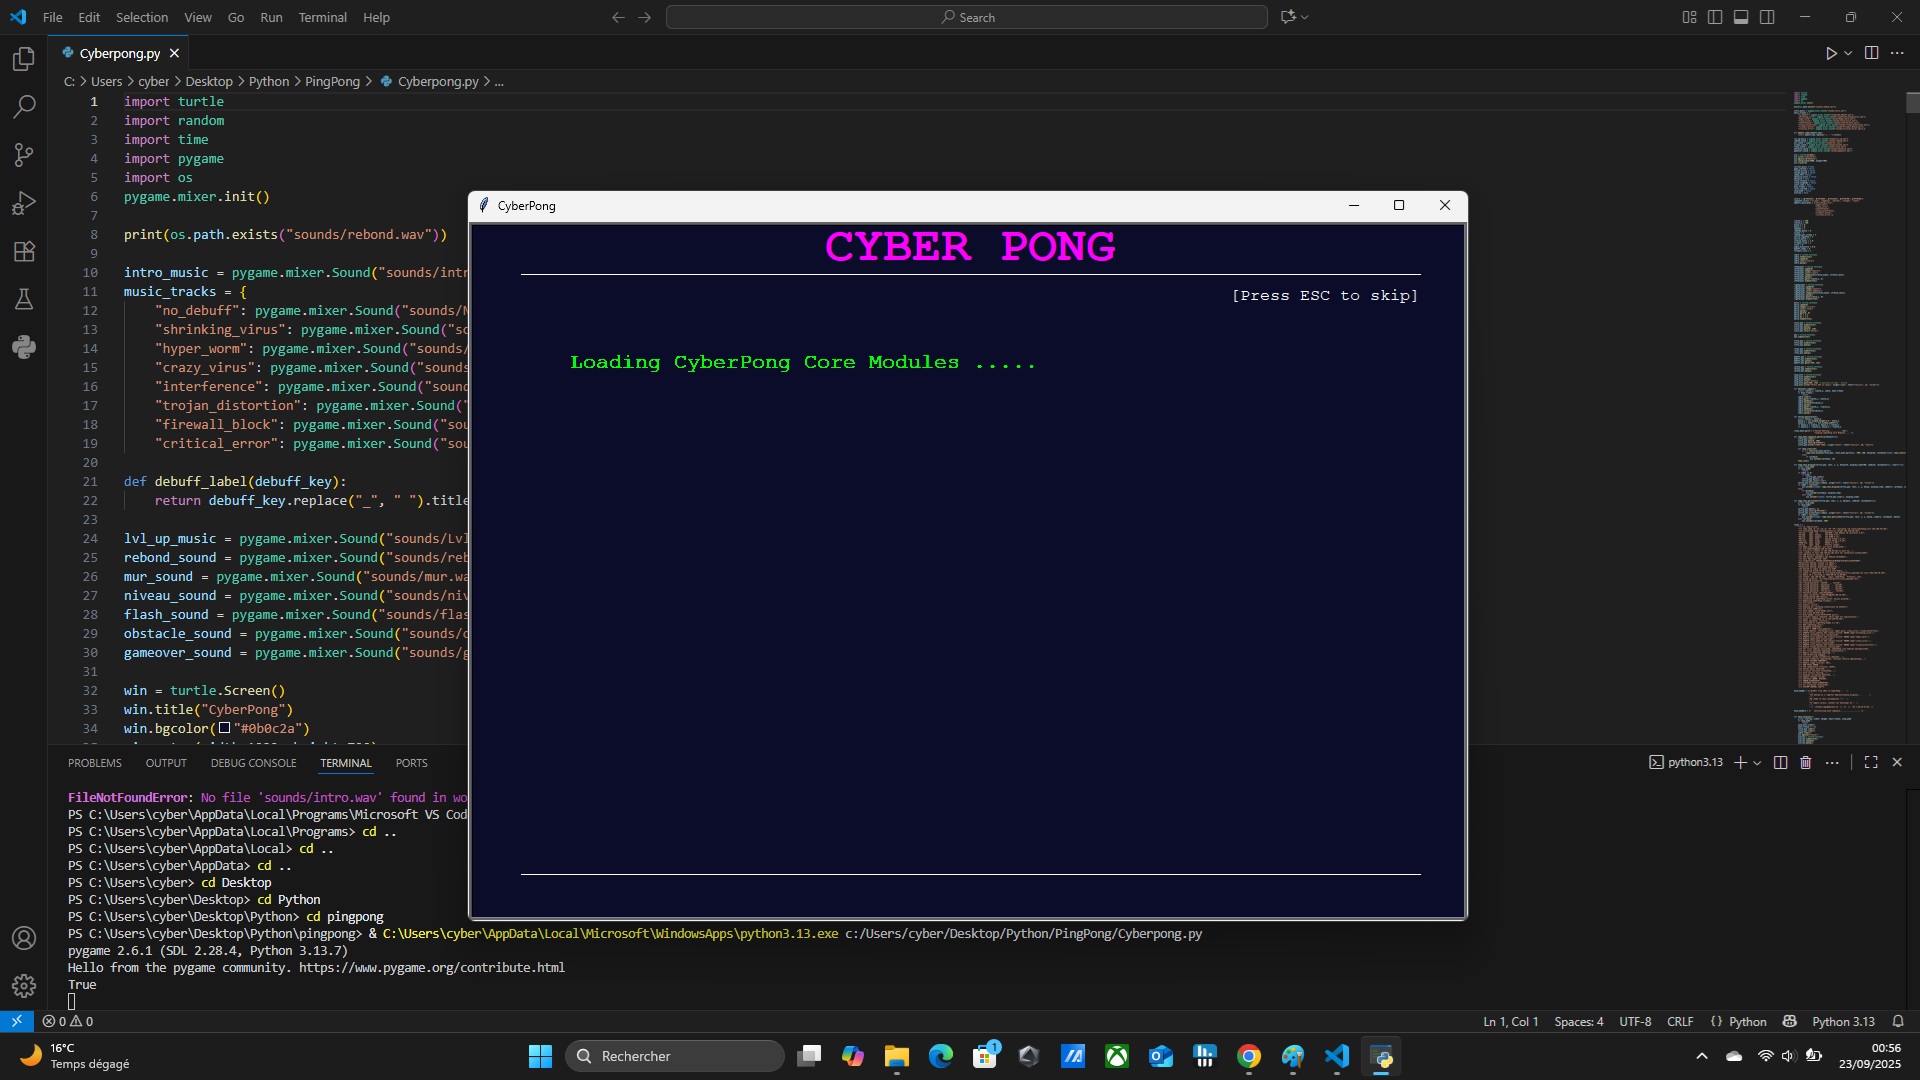 File Edit Selection View Go Run Terminal Help
Search
Cyberpong.py
C: > Users > cyber > Desktop > Python > PingPong > Cyberpong.py > ...
1 import turtle
2 import random
3 import time
4 import pygame
5 import os
6 pygame.mixer.init()
7
8 print(os.path.exists("sounds/rebond.wav"))
9
10 intro_music = pygame.mixer.Sound("sounds/intr
11 music_tracks = {
12 "no_debuff": pygame.mixer.Sound("sounds/N
13 "shrinking_virus": pygame.mixer.Sound("so
14 "hyper_worm": pygame.mixer.Sound("sounds/
15 "crazy_virus": pygame.mixer.Sound("sounds
16 "interference": pygame.mixer.Sound("sound
17 "trojan_distortion": pygame.mixer.Sound("
18 "firewall_block": pygame.mixer.Sound("sou
19 "critical_error": pygame.mixer.Sound("sou
20
21 def debuff_label(debuff_key):
22 return debuff_key.replace("_", " ").title
23
24 lvl_up_music = pygame.mixer.Sound("sounds/Lvl
25 rebond_sound = pygame.mixer.Sound("sounds/reb
26 mur_sound = pygame.mixer.Sound("sounds/mur.wa
27 niveau_sound = pygame.mixer.Sound("sounds/niv
28 flash_sound = pygame.mixer.Sound("sounds/flas
29 obstacle_sound = pygame.mixer.Sound("sounds/o
30 gameover_sound = pygame.mixer.Sound("sounds/g
31
32 win = turtle.Screen()
33 win.title("CyberPong")
34 win.bgcolor("#0b0c2a")
CyberPong
CYBER PONG
[Press ESC to skip]
Loading CyberPong Core Modules .....
PROBLEMS OUTPUT DEBUG CONSOLE TERMINAL PORTS
python3.13
FileNotFoundError: No file 'sounds/intro.wav' found in wo
PS C:\Users\cyber\AppData\Local\Programs\Microsoft VS Cod
PS C:\Users\cyber\AppData\Local\Programs> cd ..
PS C:\Users\cyber\AppData\Local> cd ..
PS C:\Users\cyber\AppData> cd ..
PS C:\Users\cyber> cd Desktop
PS C:\Users\cyber\Desktop> cd Python
PS C:\Users\cyber\Desktop\Python> cd pingpong
PS C:\Users\cyber\Desktop\Python\pingpong> & C:\Users\cyber\AppData\Local\Microsoft\WindowsApps\python3.13.exe c:/Users/cyber/Desktop/Python/PingPong/Cyberpong.py
pygame 2.6.1 (SDL 2.28.4, Python 3.13.7)
Hello from the pygame community. https://www.pygame.org/contribute.html
True
0 0
Ln 1, Col 1 Spaces: 4 UTF-8 CRLF {} Python Python 3.13
16°C
Temps dégagé
Rechercher
1
00:56
23/09/2025